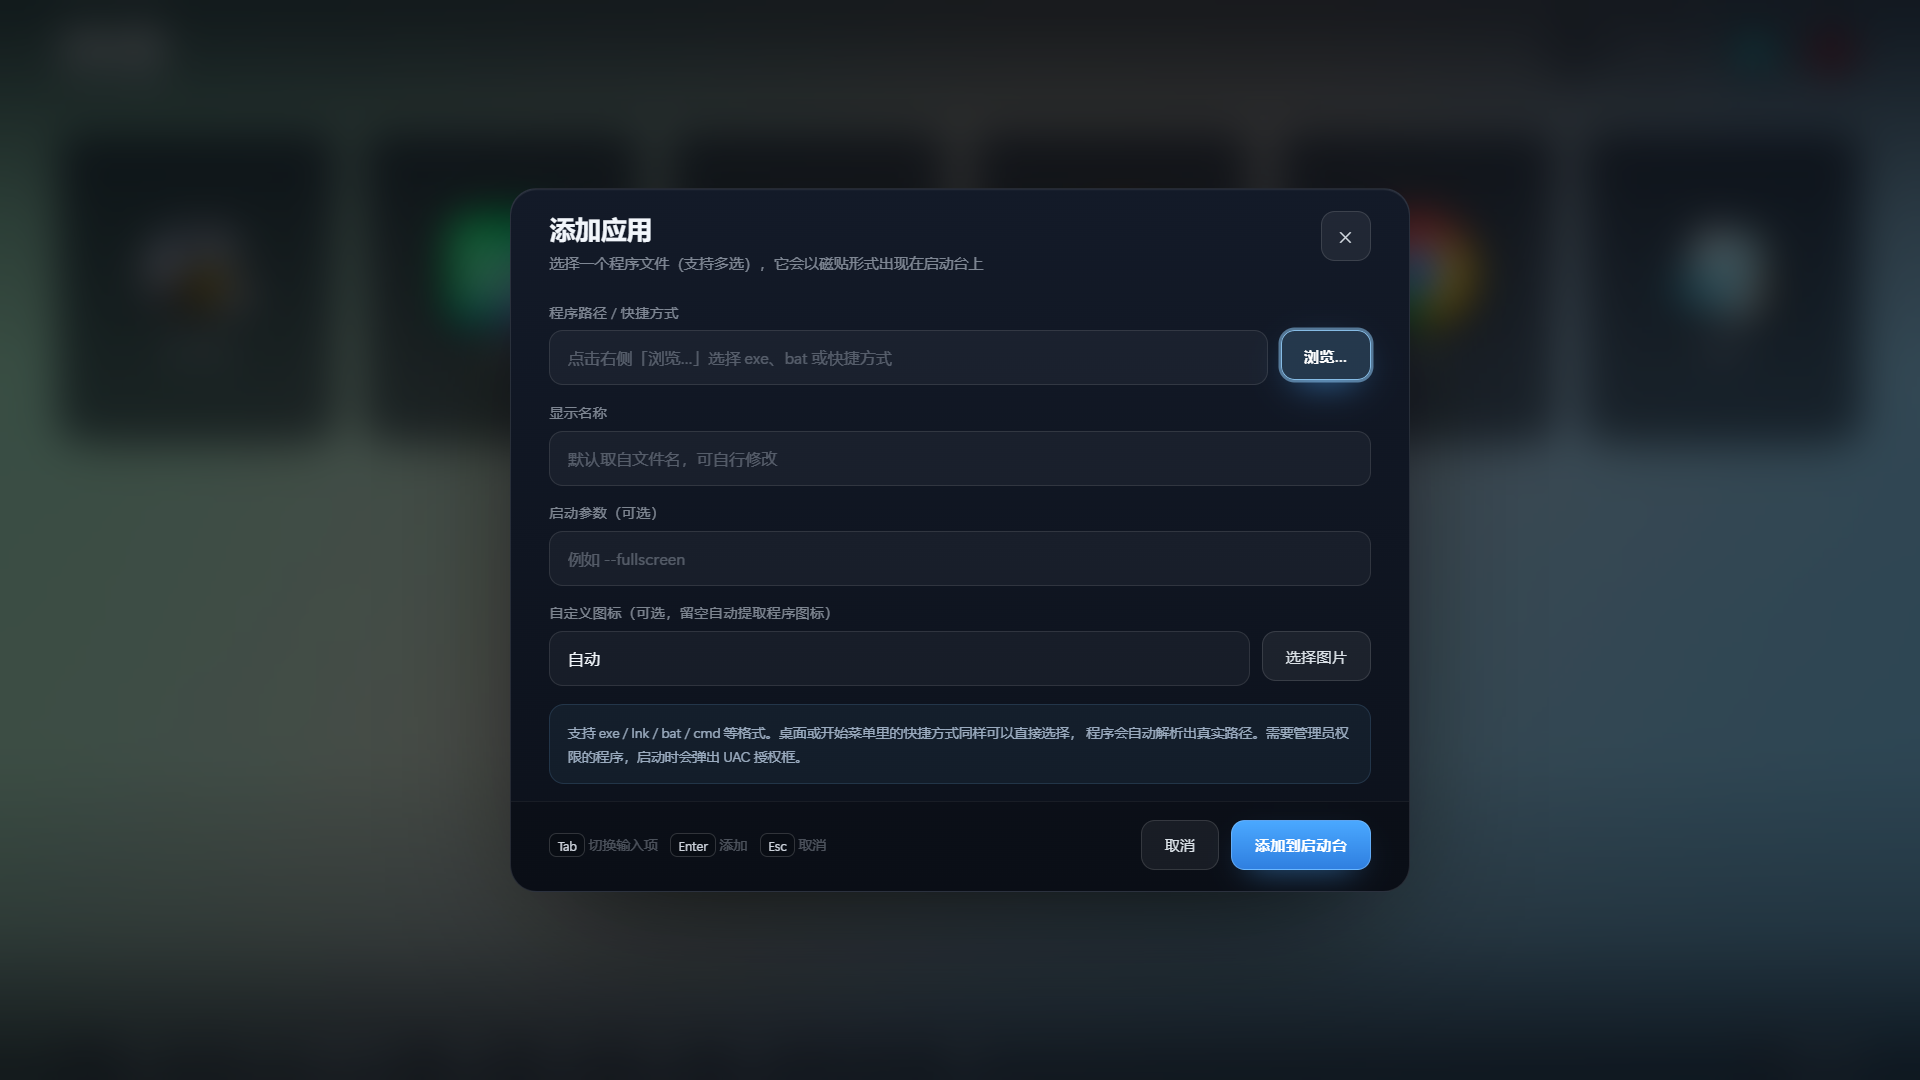 添加应用
选择一个程序文件（支持多选），它会以磁贴形式出现在启动台上
程序路径 / 快捷方式
点击右侧「浏览...」选择 exe、bat 或快捷方式
浏览...
显示名称
默认取自文件名，可自行修改
启动参数（可选）
例如 --fullscreen
自定义图标（可选，留空自动提取程序图标）
自动
选择图片
支持 exe / lnk / bat / cmd 等格式。桌面或开始菜单里的快捷方式同样可以直接选择， 程序会自动解析出真实路径。需要管理员权
限的程序，启动时会弹出 UAC 授权框。
Tab 切换输入项 Enter 添加 Esc 取消
取消
添加到启动台